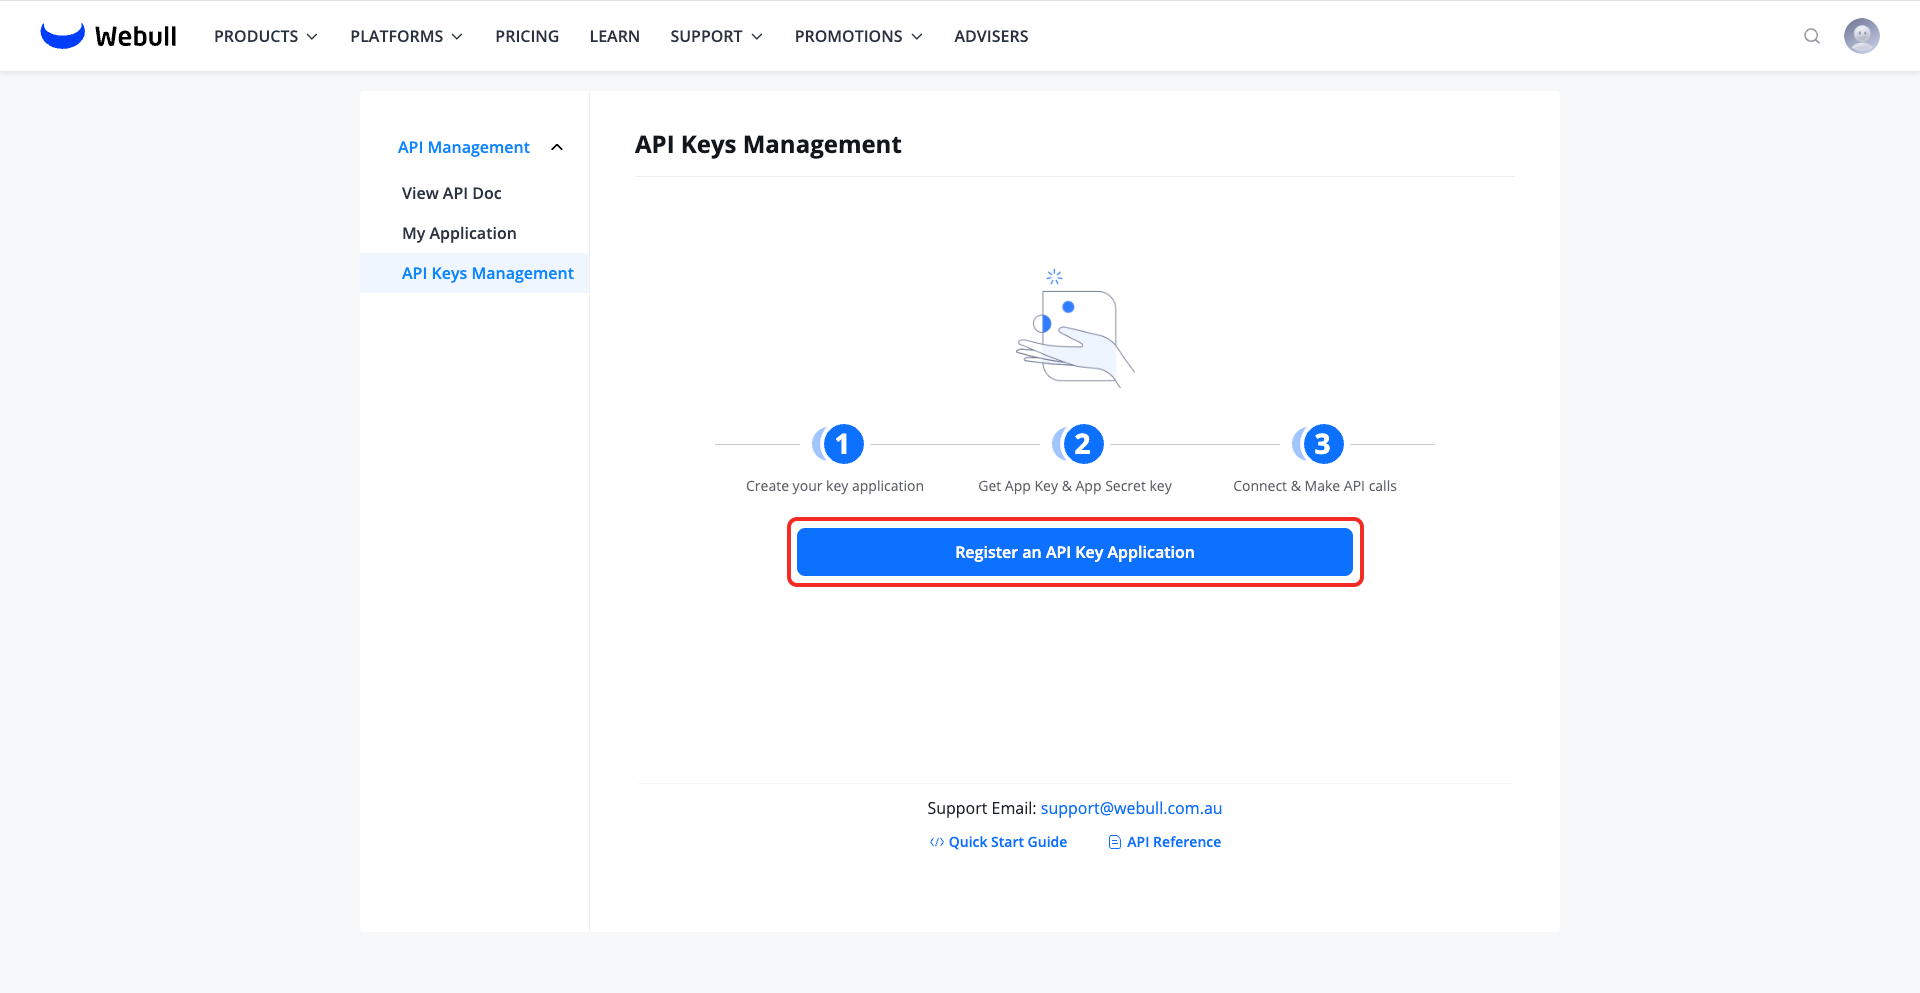 Webull PRODUCTS PLATFORMS PRICING LEARN SUPPORT PROMOTIONS ADVISERS
API Management
View API Doc
My Application
API Keys Management
API Keys Management
1 2 3
Create your key application Get App Key & App Secret key Connect & Make API calls
Register an API Key Application
Support Email: support@webull.com.au
</> Quick Start Guide API Reference